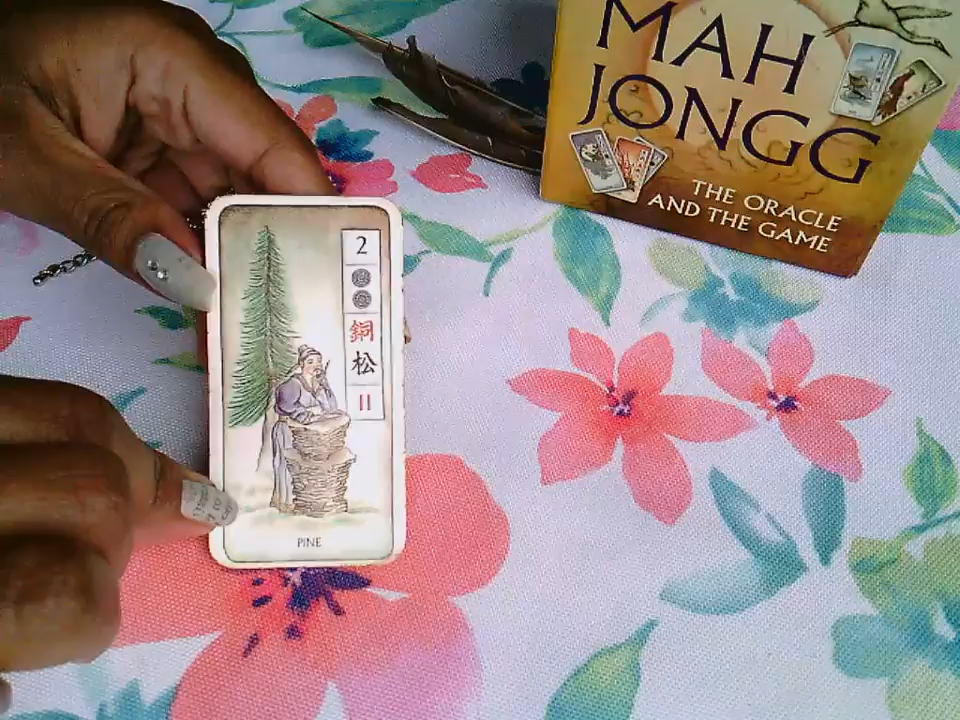 MAH
JONGG
THE ORACLE
AND THE GAME
2
銅
松
II
PINE